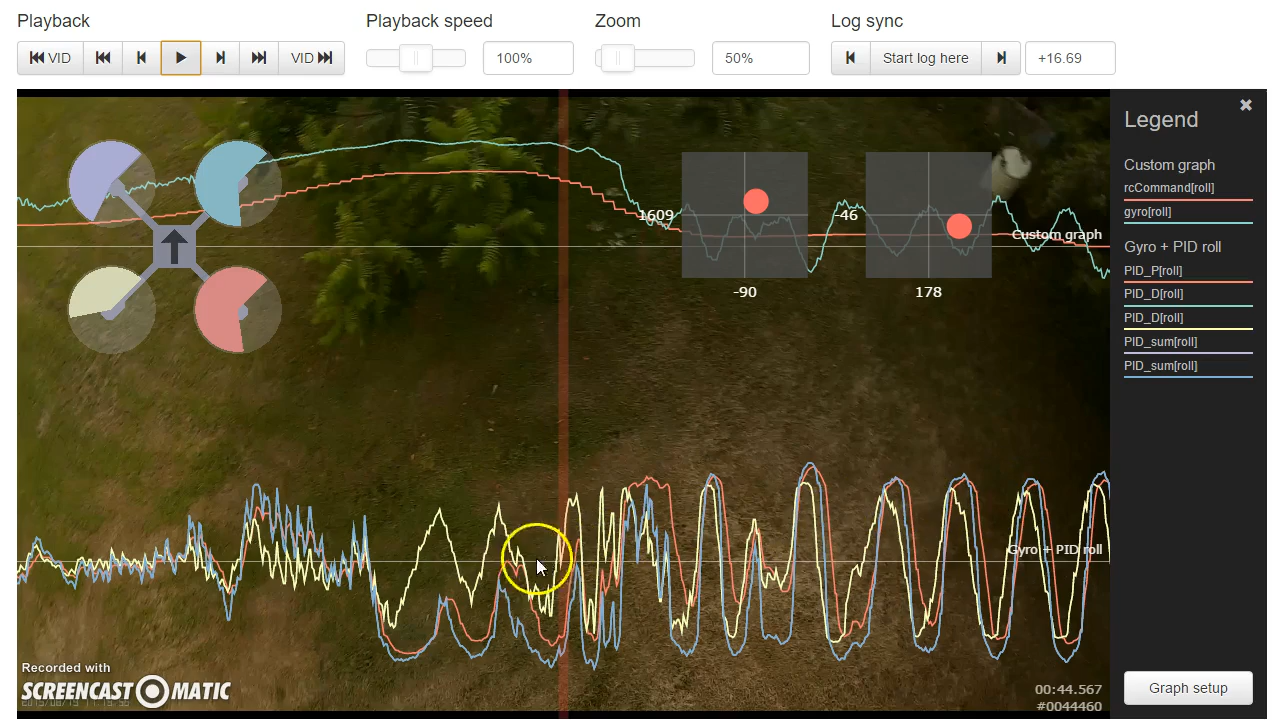 Playback
Playback speed
Zoom
Log sync
VID
VID
100%
50%
Start log here
+16.69
Legend
Custom graph
rcCommand[roll]
gyro[roll]
Gyro + PID roll
PID_P[roll]
PID_D[roll]
PID_D[roll]
PID_sum[roll]
PID_sum[roll]
1609
-46
Custom graph
-90
178
Gyro + PID roll
Recorded with
SCREENCAST MATIC
00:44.567
#0044460
Graph setup